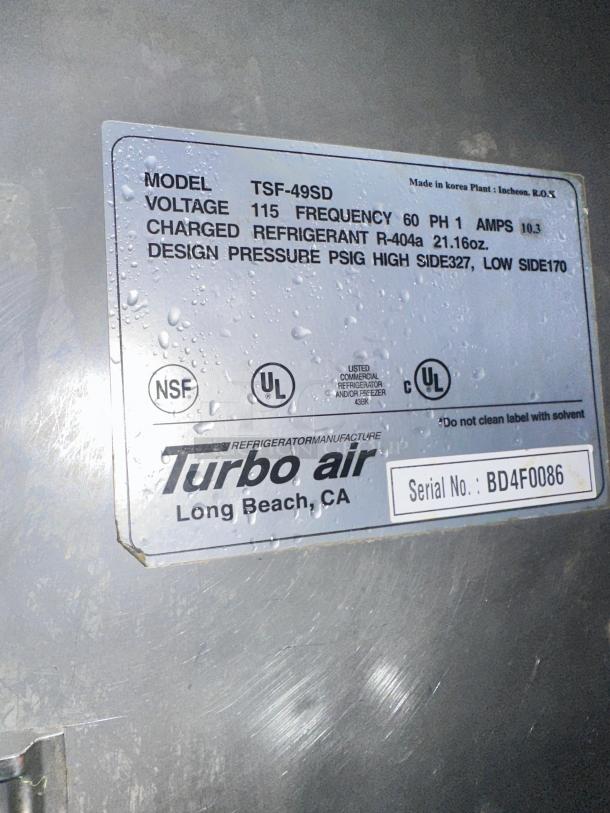 MODEL TSF-49SD
Made in korea Plant : Incheon. R.O.K
VOLTAGE 115 FREQUENCY 60 PH 1 AMPS 10.3
CHARGED REFRIGERANT R-404a 21.16oz.
DESIGN PRESSURE PSIG HIGH SIDE327, LOW SIDE170
NSF
UL
LISTED
COMMERCIAL
REFRIGERATOR
AND/OR FREEZER
43BK
C UL
*Do not clean label with solvent
REFRIGERATOR MANUFACTURE
Turbo air
Long Beach, CA
Serial No. : BD4F0086